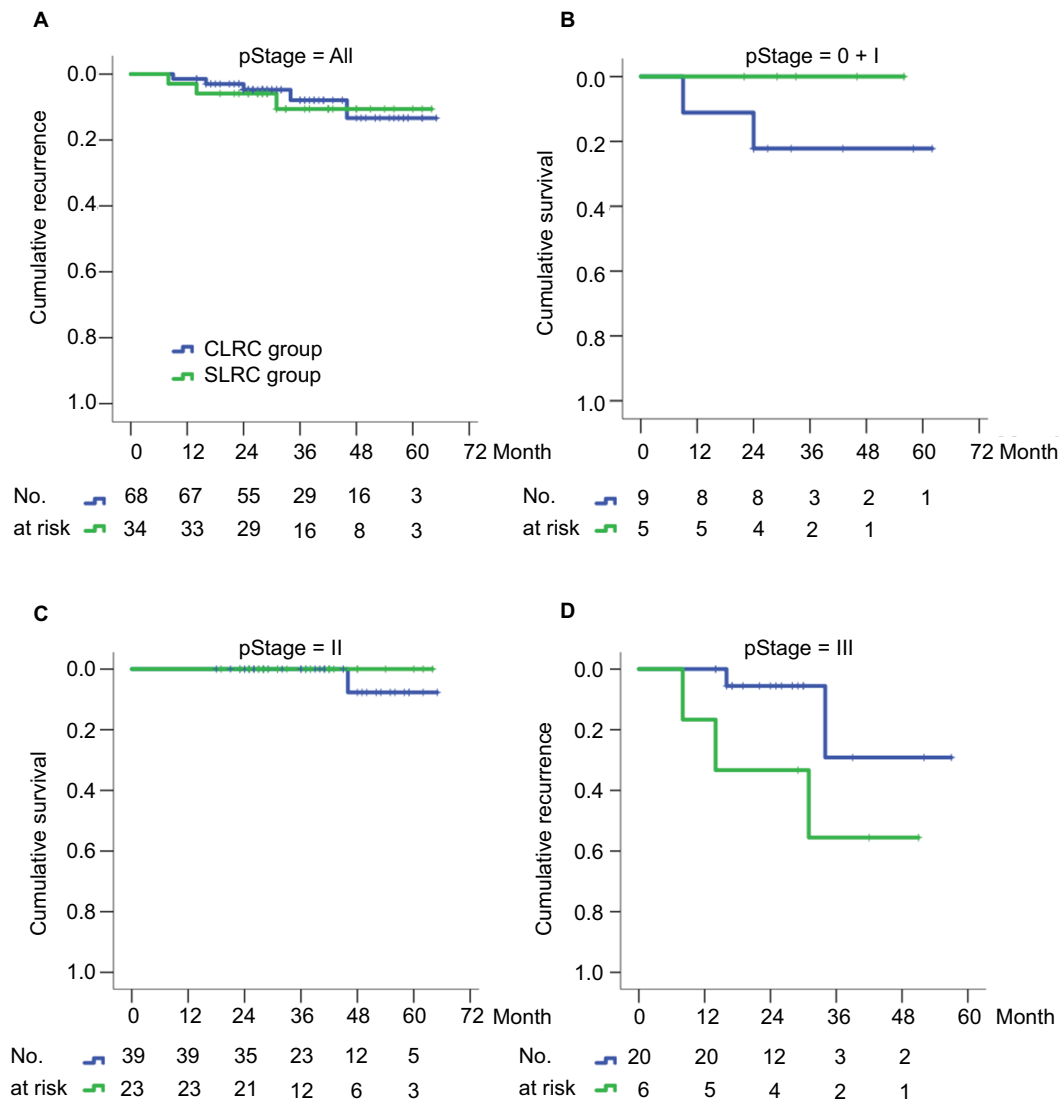 A
pStage = All
Cumulative recurrence
0.0
0.2
0.4
0.6
0.8
1.0
CLRC group
SLRC group
0 12 24 36 48 60 72 Month
No. 68 67 55 29 16 3
at risk 34 33 29 16 8 3
B
pStage = 0 + I
Cumulative survival
0.0
0.2
0.4
0.6
0.8
1.0
0 12 24 36 48 60 72 Month
No. 9 8 8 3 2 1
at risk 5 5 4 2 1
C
pStage = II
Cumulative survival
0.0
0.2
0.4
0.6
0.8
1.0
0 12 24 36 48 60 72 Month
No. 39 39 35 23 12 5
at risk 23 23 21 12 6 3
D
pStage = III
Cumulative recurrence
0.0
0.2
0.4
0.6
0.8
1.0
0 12 24 36 48 60 Month
No. 20 20 12 3 2
at risk 6 5 4 2 1